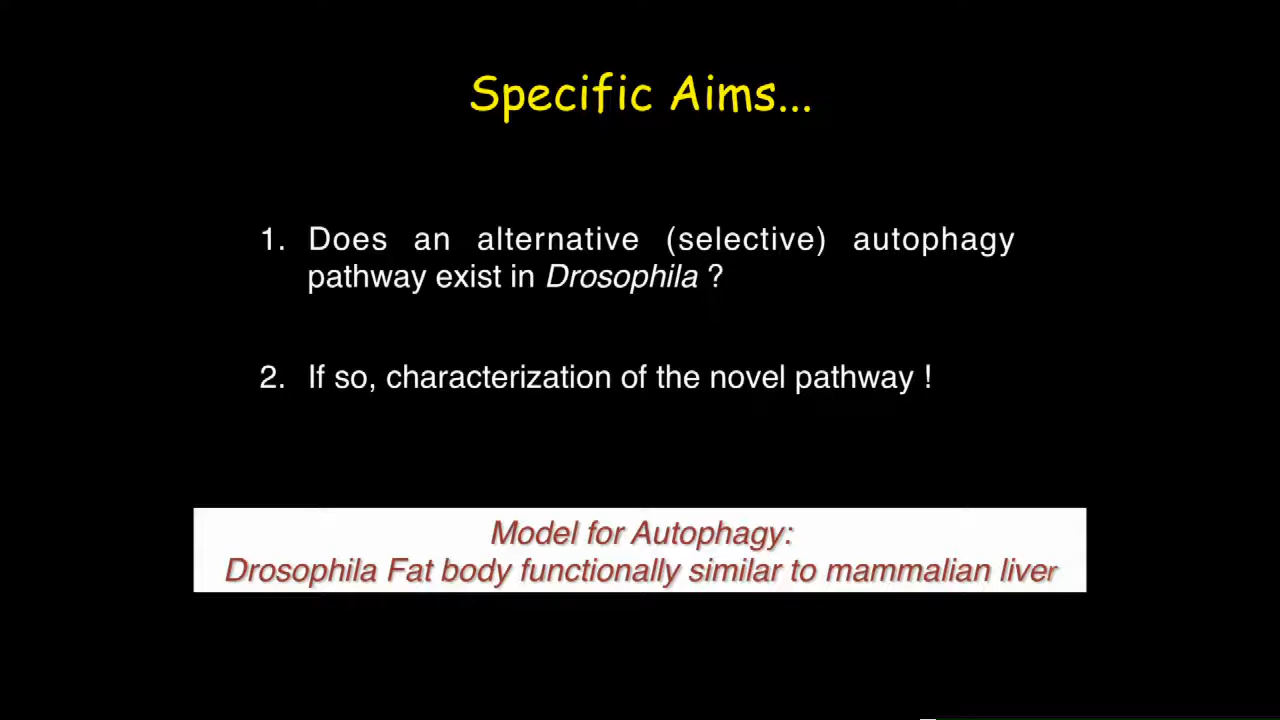 Specific Aims...
1. Does an alternative (selective) autophagy
pathway exist in Drosophila ?
2. If so, characterization of the novel pathway !
Model for Autophagy:
Drosophila Fat body functionally similar to mammalian liver